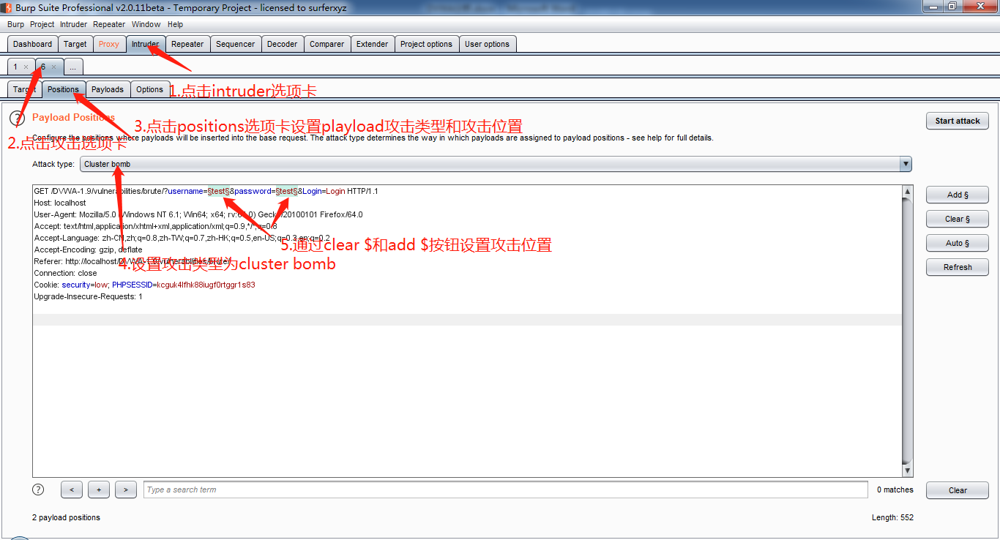 Burp Suite Professional v2.0.11beta - Temporary Project - licensed to surferxyz
Burp Project Intruder Repeater Window Help
Dashboard Target Proxy Intruder Repeater Sequencer Decoder Comparer Extender Project options User options
1 × 6 × ...
Target Positions Payloads Options
1.点击intruder选项卡
? Payload Positions
Start attack
3.点击positions选项卡设置playload攻击类型和攻击位置
Configure the positions where payloads will be inserted into the base request. The attack type determines the way in which payloads are assigned to payload positions - see help for full details.
2.点击攻击选项卡
Attack type: Cluster bomb
GET /DVWA-1.9/vulnerabilities/brute/?username=§test§&password=§test§&Login=Login HTTP/1.1
Add §
Host: localhost
User-Agent: Mozilla/5.0 (Windows NT 6.1; Win64; x64; rv:64.0) Gecko/20100101 Firefox/64.0
Clear §
Accept: text/html,application/xhtml+xml,application/xml;q=0.9,*/*;q=0.8
Accept-Language: zh-CN,zh;q=0.8,zh-TW;q=0.7,zh-HK;q=0.5,en-US;q=0.3,en;q=0.2
Auto §
5.通过clear $和add $按钮设置攻击位置
Accept-Encoding: gzip, deflate
Referer: http://localhost/DVWA-1.9/vulnerabilities/brute/
4.设置攻击类型为cluster bomb
Refresh
Connection: close
Cookie: security=low; PHPSESSID=kcguk4lfhk88iugf0rtggr1s83
Upgrade-Insecure-Requests: 1
? < + > Type a search term 0 matches Clear
2 payload positions Length: 552